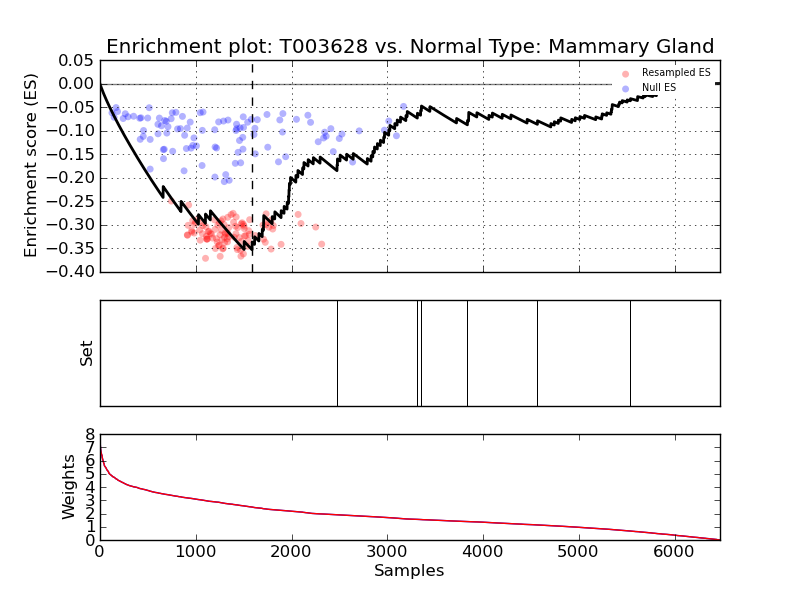 Enrichment plot: T003628 vs. Normal Type: Mammary Gland
0.05
0.00
−0.05
−0.10
−0.15
−0.20
−0.25
−0.30
−0.35
−0.40
Enrichment score (ES)
Resampled ES
Null ES
Set
8
7
6
5
4
3
2
1
0
Weights
0 1000 2000 3000 4000 5000 6000
Samples